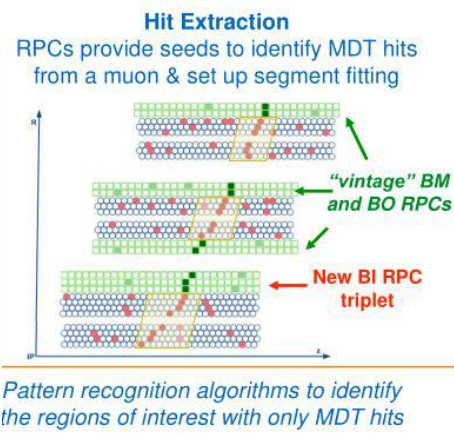 Hit Extraction
RPCs provide seeds to identify MDT hits
from a muon & set up segment fitting
R
"vintage" BM
and BO RPCs
New BI RPC
triplet
IP
z
Pattern recognition algorithms to identify
the regions of interest with only MDT hits